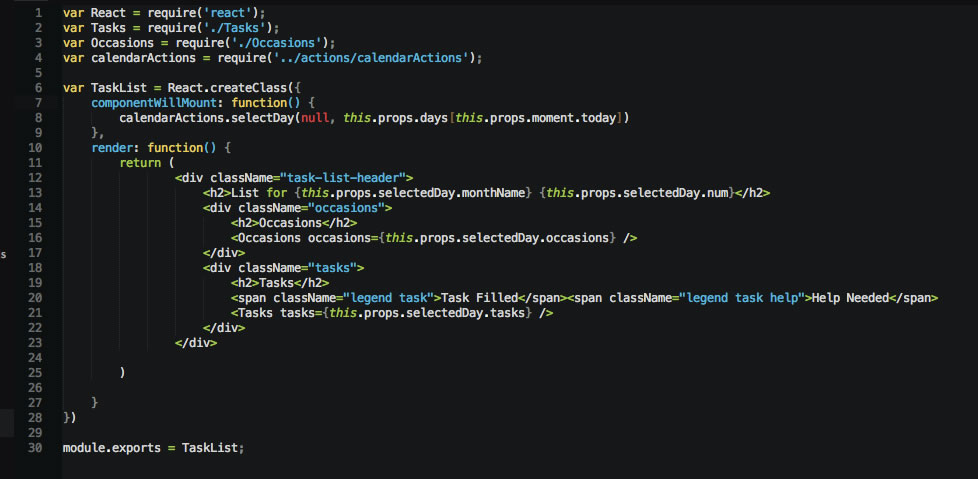 1 var React = require('react');
2 var Tasks = require('./Tasks');
3 var Occasions = require('./Occasions');
4 var calendarActions = require('../actions/calendarActions');
5
6 var TaskList = React.createClass({
7     componentWillMount: function() {
8         calendarActions.selectDay(null, this.props.days[this.props.moment.today])
9     },
10     render: function() {
11         return (
12                 <div className="task-list-header">
13                     <h2>List for {this.props.selectedDay.monthName} {this.props.selectedDay.num}</h2>
14                     <div className="occasions">
15                         <h2>Occasions</h2>
16                         <Occasions occasions={this.props.selectedDay.occasions} />
s
17                     </div>
18                     <div className="tasks">
19                         <h2>Tasks</h2>
20                         <span className="legend task">Task Filled</span><span className="legend task help">Help Needed</span>
21                         <Tasks tasks={this.props.selectedDay.tasks} />
22                     </div>
23                 </div>
24
25         )
26
27     }
28 })
29
30 module.exports = TaskList;